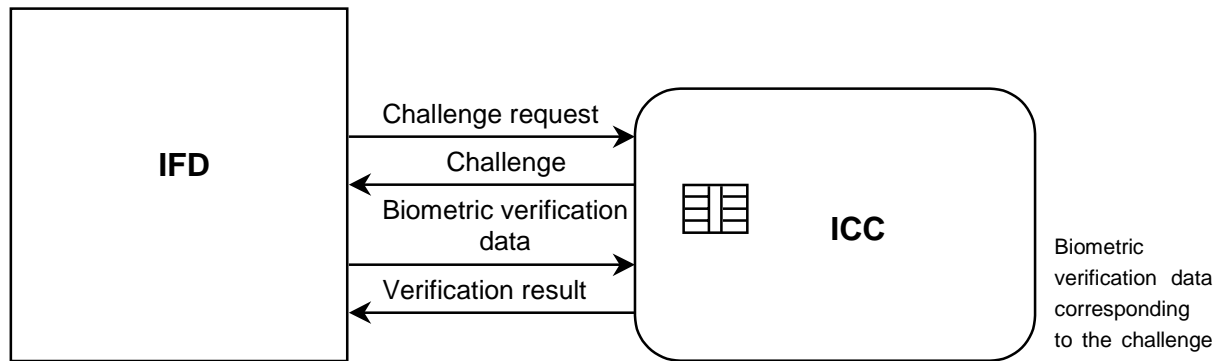 Challenge request
IFD
Challenge
Biometric verification
data
ICC
Verification result
Biometric
verification data
corresponding
to the challenge